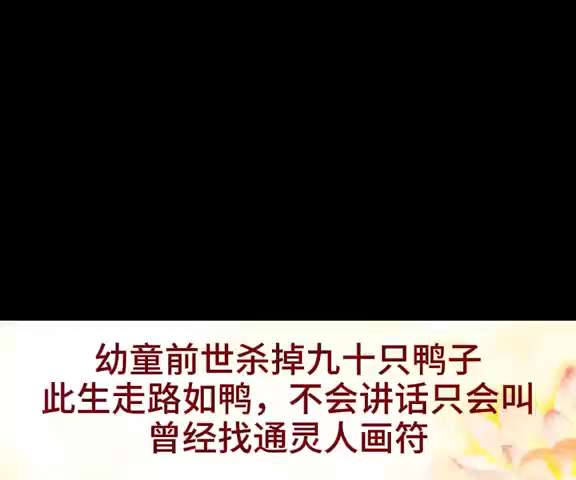 幼童前世杀掉九十只鸭子
此生走路如鸭，不会讲话只会叫
曾经找通灵人画符